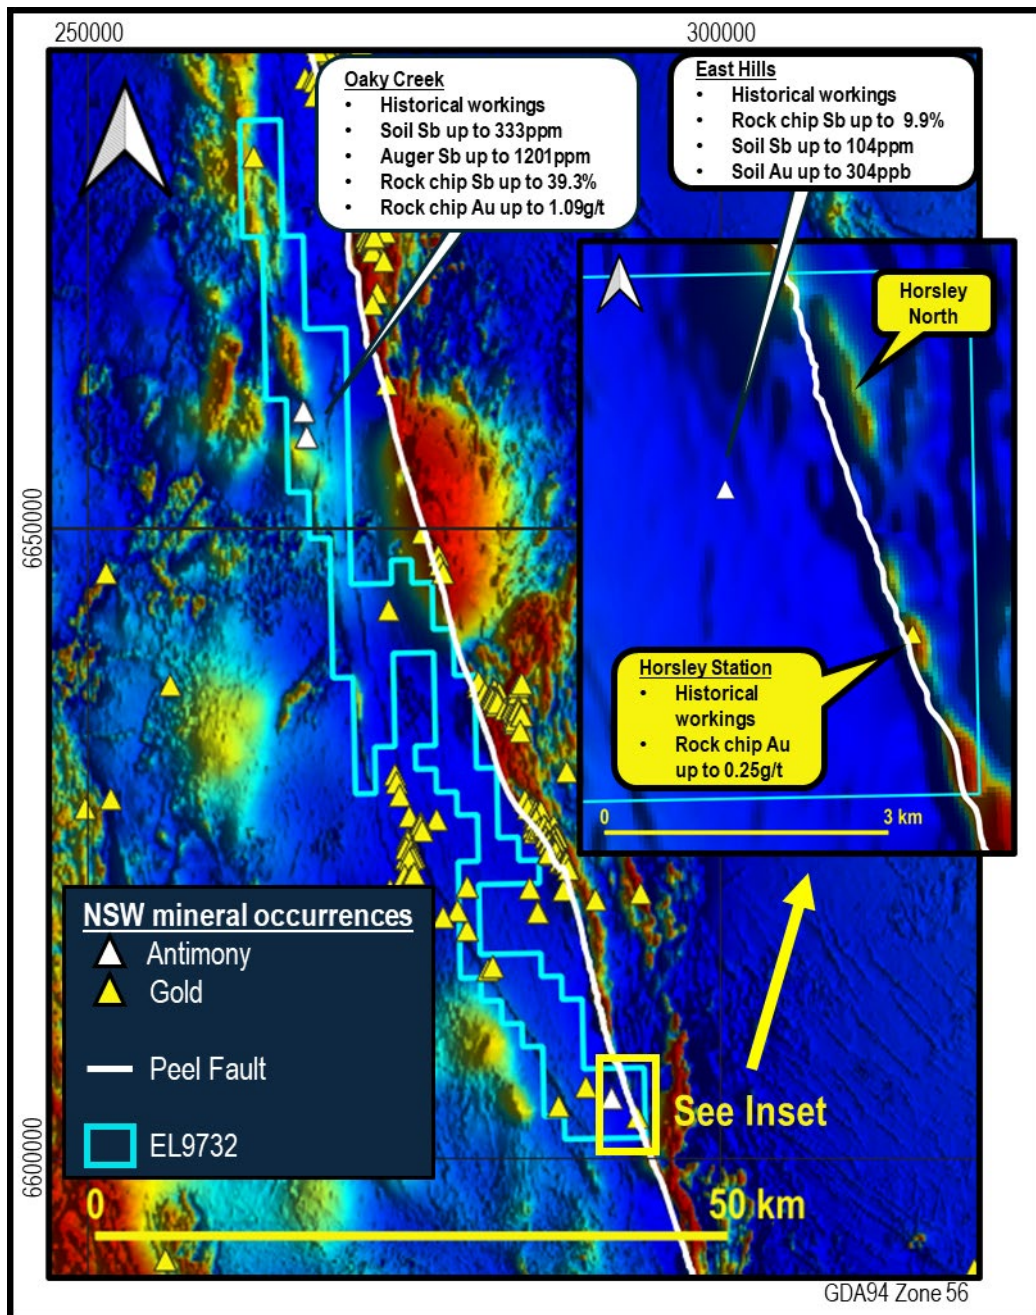 250000
300000
Oaky Creek
• Historical workings
• Soil Sb up to 333ppm
• Auger Sb up to 1201ppm
• Rock chip Sb up to 39.3%
• Rock chip Au up to 1.09g/t
East Hills
• Historical workings
• Rock chip Sb up to 9.9%
• Soil Sb up to 104ppm
• Soil Au up to 304ppb
Horsley
North
6650000
Horsley Station
• Historical
workings
• Rock chip Au
up to 0.25g/t
0
3 km
NSW mineral occurrences
Antimony
Gold
Peel Fault
EL9732
See Inset
6600000
0
50 km
GDA94 Zone 56